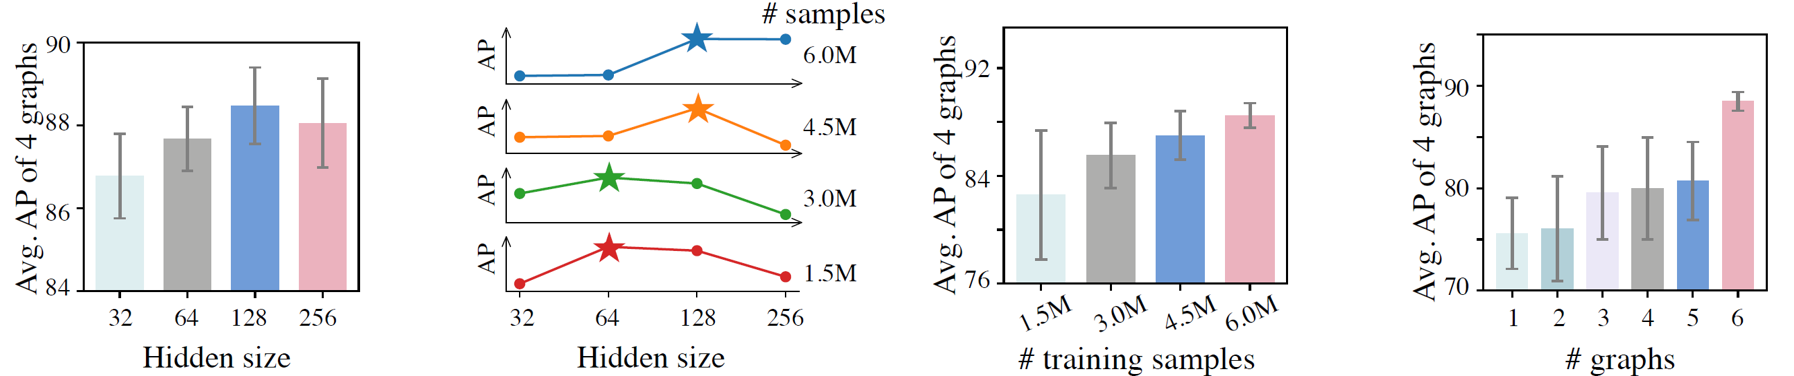 Avg. AP of 4 graphs
90
88
86
84
32 64 128 256
Hidden size
# samples
AP
6.0M
AP
4.5M
AP
3.0M
AP
1.5M
32 64 128 256
Hidden size
Avg. AP of 4 graphs
92
84
76
1.5M 3.0M 4.5M 6.0M
# training samples
Avg. AP of 4 graphs
90
80
70
1 2 3 4 5 6
# graphs